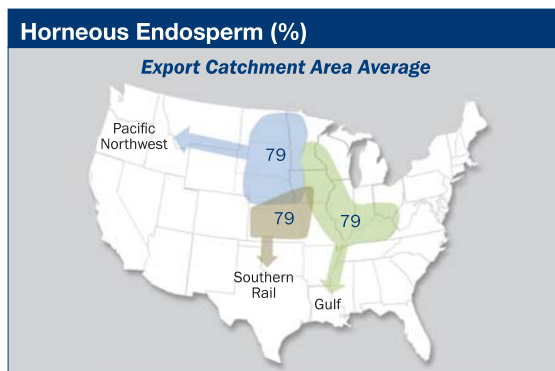 Horneous Endosperm (%)
Export Catchment Area Average
Pacific
Northwest
79
79
79
Southern
Rail
Gulf